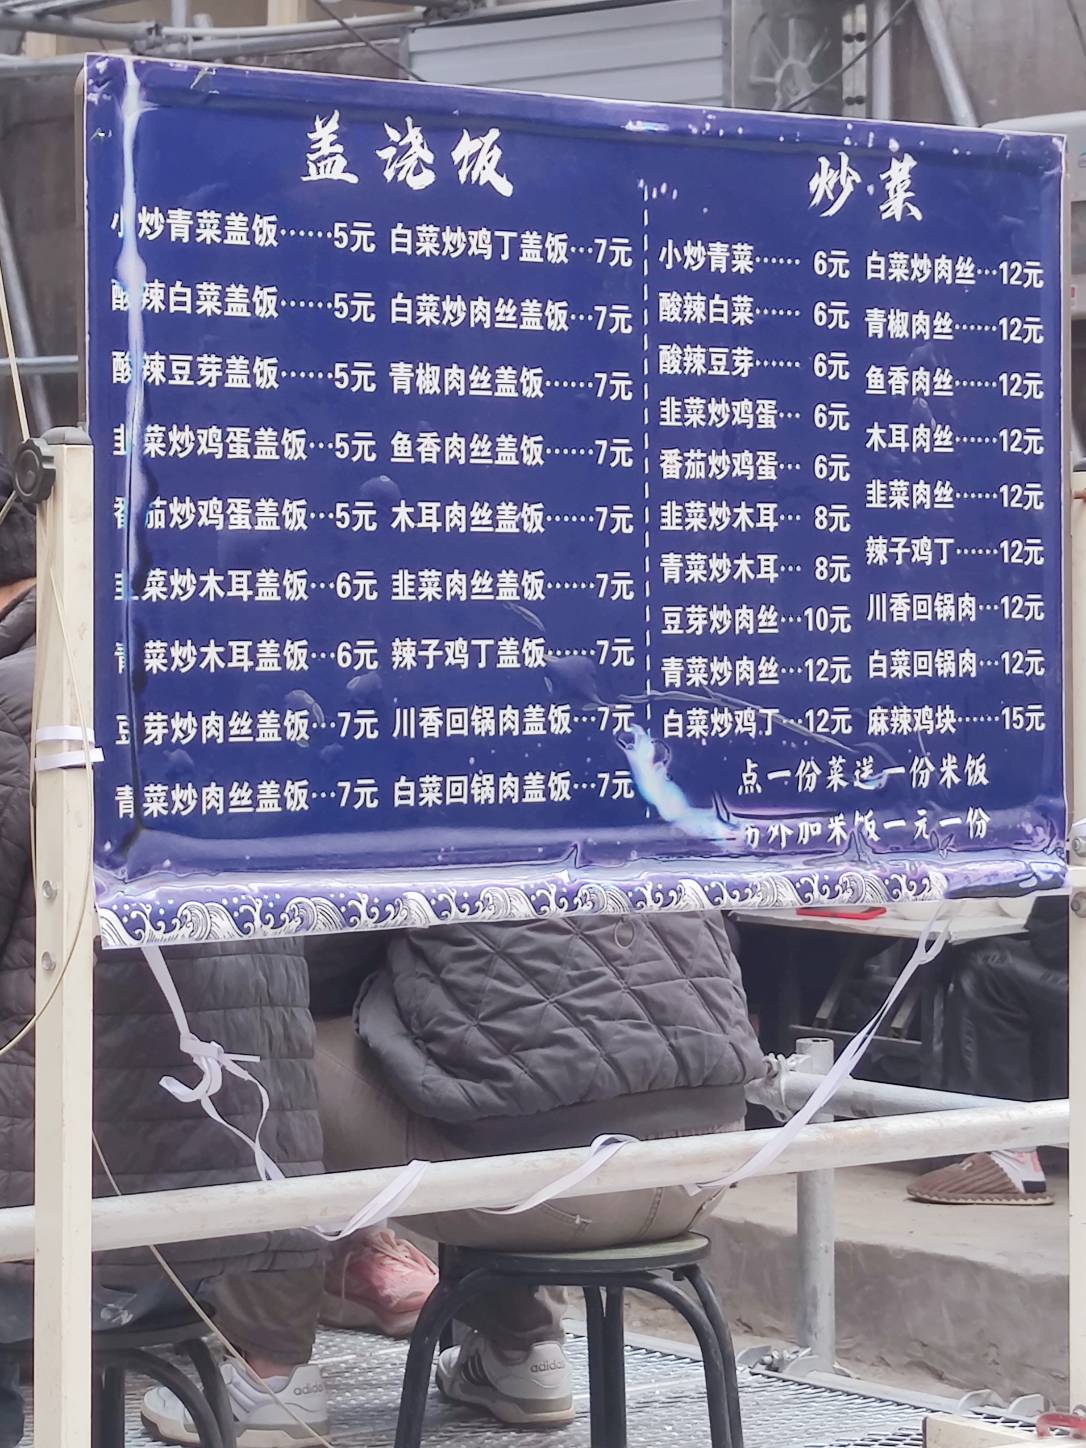 盖浇饭
小炒青菜盖饭……5元
酸辣白菜盖饭……5元
酸辣豆芽盖饭……5元
韭菜炒鸡蛋盖饭…5元
番茄炒鸡蛋盖饭…5元
韭菜炒木耳盖饭…6元
青菜炒木耳盖饭…6元
豆芽炒肉丝盖饭…7元
青菜炒肉丝盖饭…7元
白菜炒鸡丁盖饭…7元
白菜炒肉丝盖饭…7元
青椒肉丝盖饭……7元
鱼香肉丝盖饭……7元
木耳肉丝盖饭……7元
韭菜肉丝盖饭……7元
辣子鸡丁盖饭……7元
川香回锅肉盖饭…7元
白菜回锅肉盖饭…7元
炒菜
小炒青菜…… 6元
酸辣白菜…… 6元
酸辣豆芽…… 6元
韭菜炒鸡蛋… 6元
番茄炒鸡蛋… 6元
韭菜炒木耳… 8元
青菜炒木耳… 8元
豆芽炒肉丝…10元
青菜炒肉丝…12元
白菜炒鸡丁…12元
白菜炒肉丝…12元
青椒肉丝……12元
鱼香肉丝……12元
木耳肉丝……12元
韭菜肉丝……12元
辣子鸡丁……12元
川香回锅肉…12元
白菜回锅肉…12元
麻辣鸡块……15元
点一份菜送一份米饭
另外加米饭一元一份
adidas
adidas